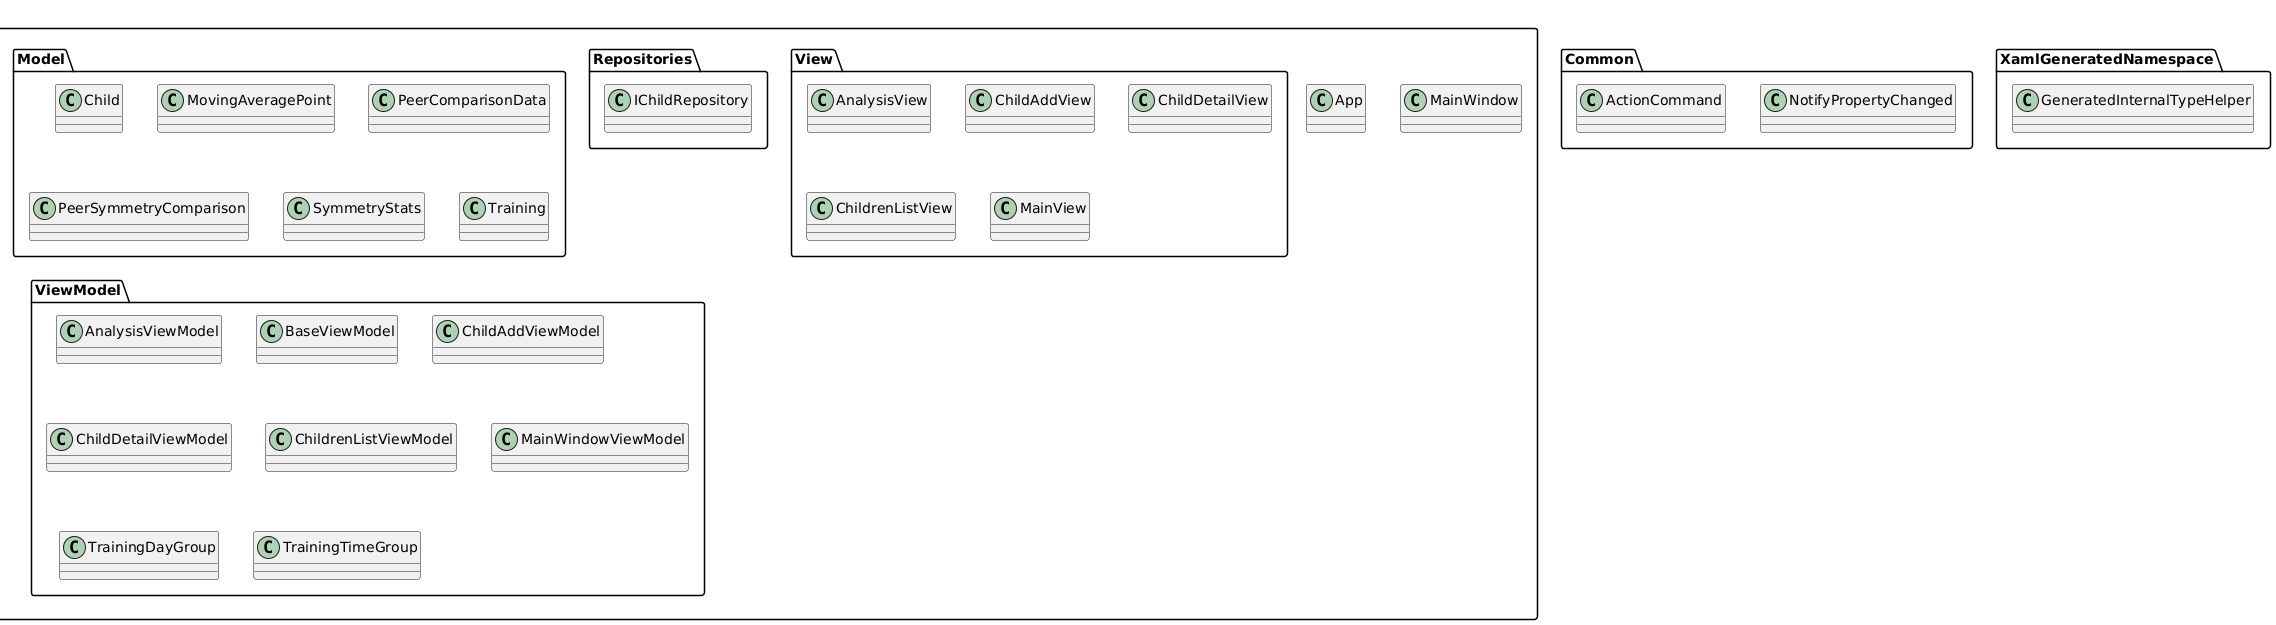 Model
C Child
C MovingAveragePoint
C PeerComparisonData
C PeerSymmetryComparison
C SymmetryStats
C Training
Repositories
C IChildRepository
View
C AnalysisView
C ChildAddView
C ChildDetailView
C ChildrenListView
C MainView
C App
C MainWindow
ViewModel
C AnalysisViewModel
C BaseViewModel
C ChildAddViewModel
C ChildDetailViewModel
C ChildrenListViewModel
C MainWindowViewModel
C TrainingDayGroup
C TrainingTimeGroup
Common
C ActionCommand
C NotifyPropertyChanged
XamlGeneratedNamespace
C GeneratedInternalTypeHelper